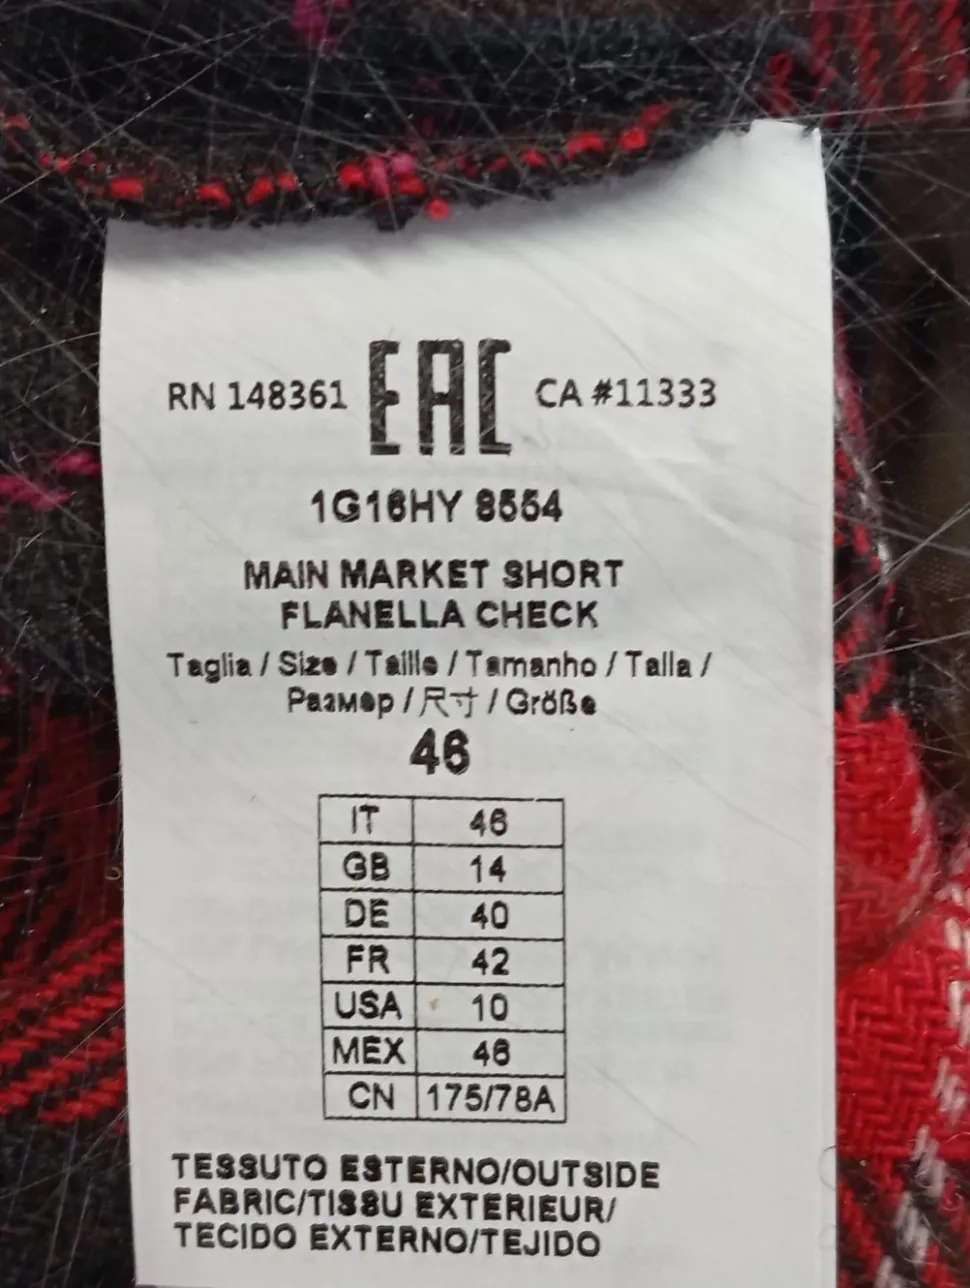 RN 148361 EAC CA #11333
1G16HY 8554
MAIN MARKET SHORT
FLANELLA CHECK
Taglia / Size / Taille / Tamanho / Talla /
Размер / 尺寸 / Größe
46
IT 46
GB 14
DE 40
FR 42
USA 10
MEX 46
CN 175/78A
TESSUTO ESTERNO/OUTSIDE
FABRIC/TISSU EXTERIEUR/
TECIDO EXTERNO/TEJIDO